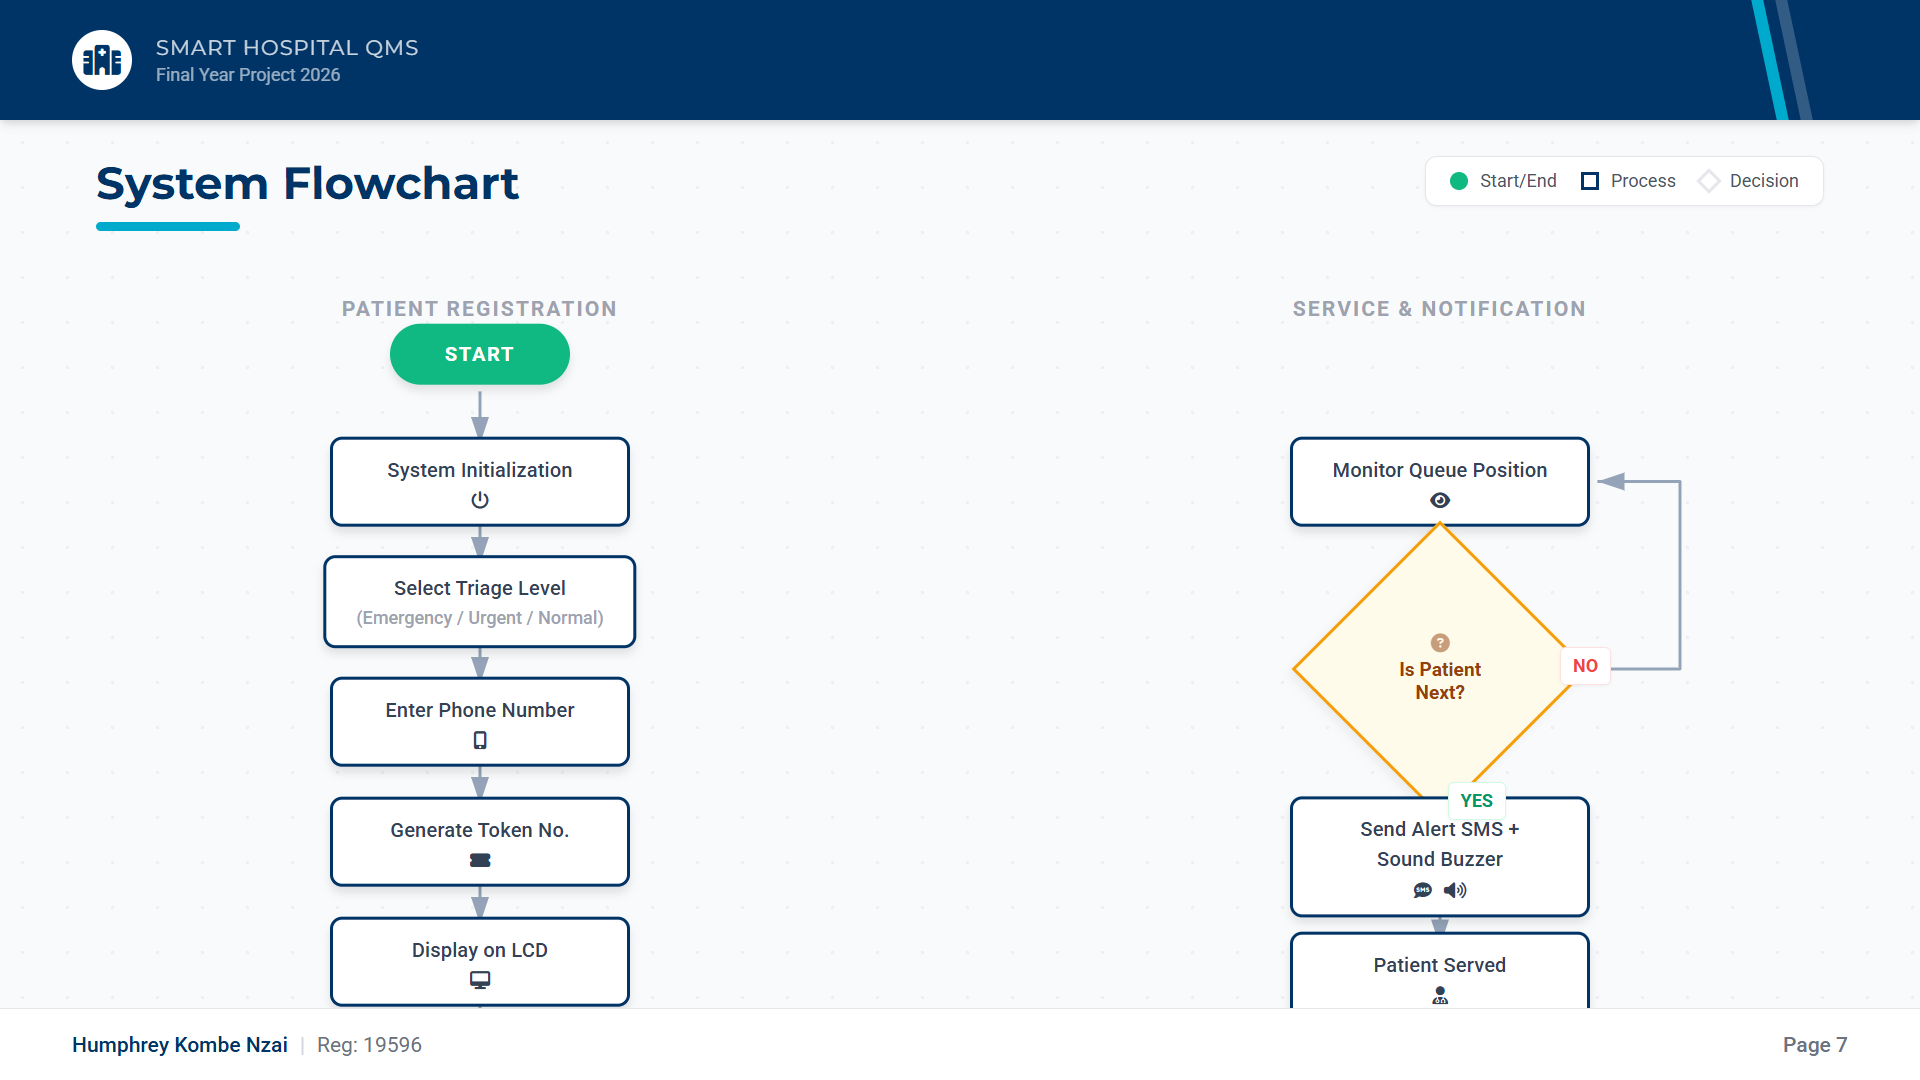 SMART HOSPITAL QMS
Final Year Project 2026
System Flowchart
Start/End
Process
Decision
PATIENT REGISTRATION
START
System Initialization
Select Triage Level
(Emergency / Urgent / Normal)
Enter Phone Number
Generate Token No.
Display on LCD
SERVICE & NOTIFICATION
Monitor Queue Position
?
Is Patient
Next?
NO
YES
Send Alert SMS +
Sound Buzzer
SMS
Patient Served
Humphrey Kombe Nzai | Reg: 19596
Page 7